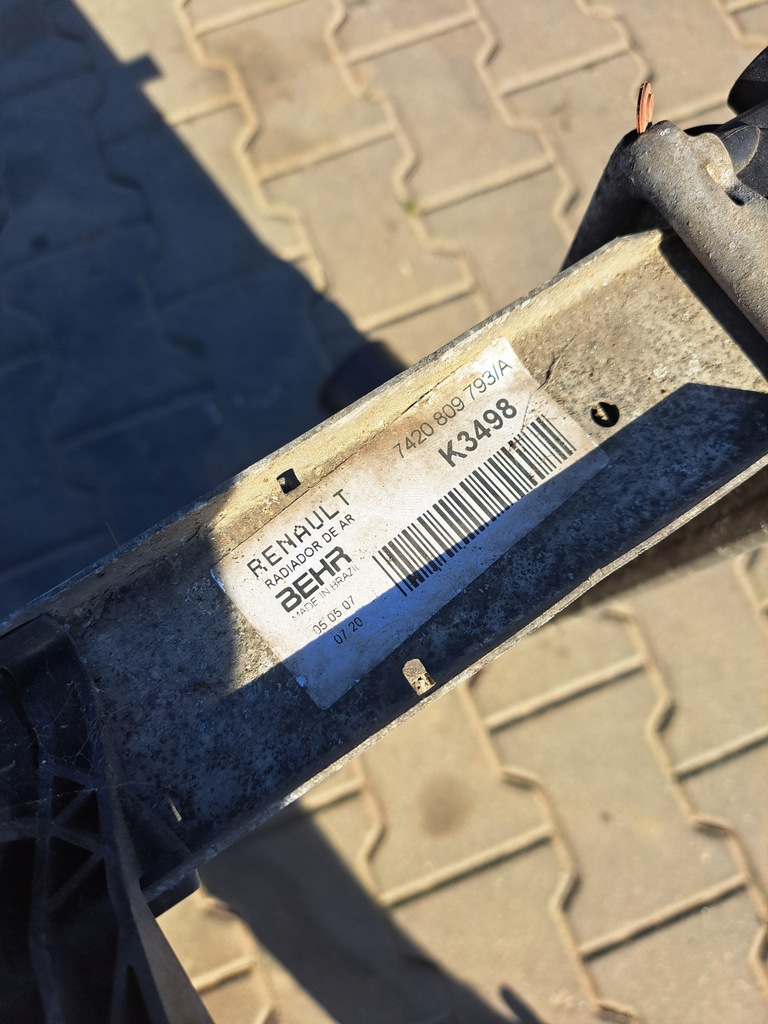 7420 809 793/A
K3498
RENAULT
RADIADOR DE AR
BEHR
MADE IN BRAZIL
05 05 07
07 20